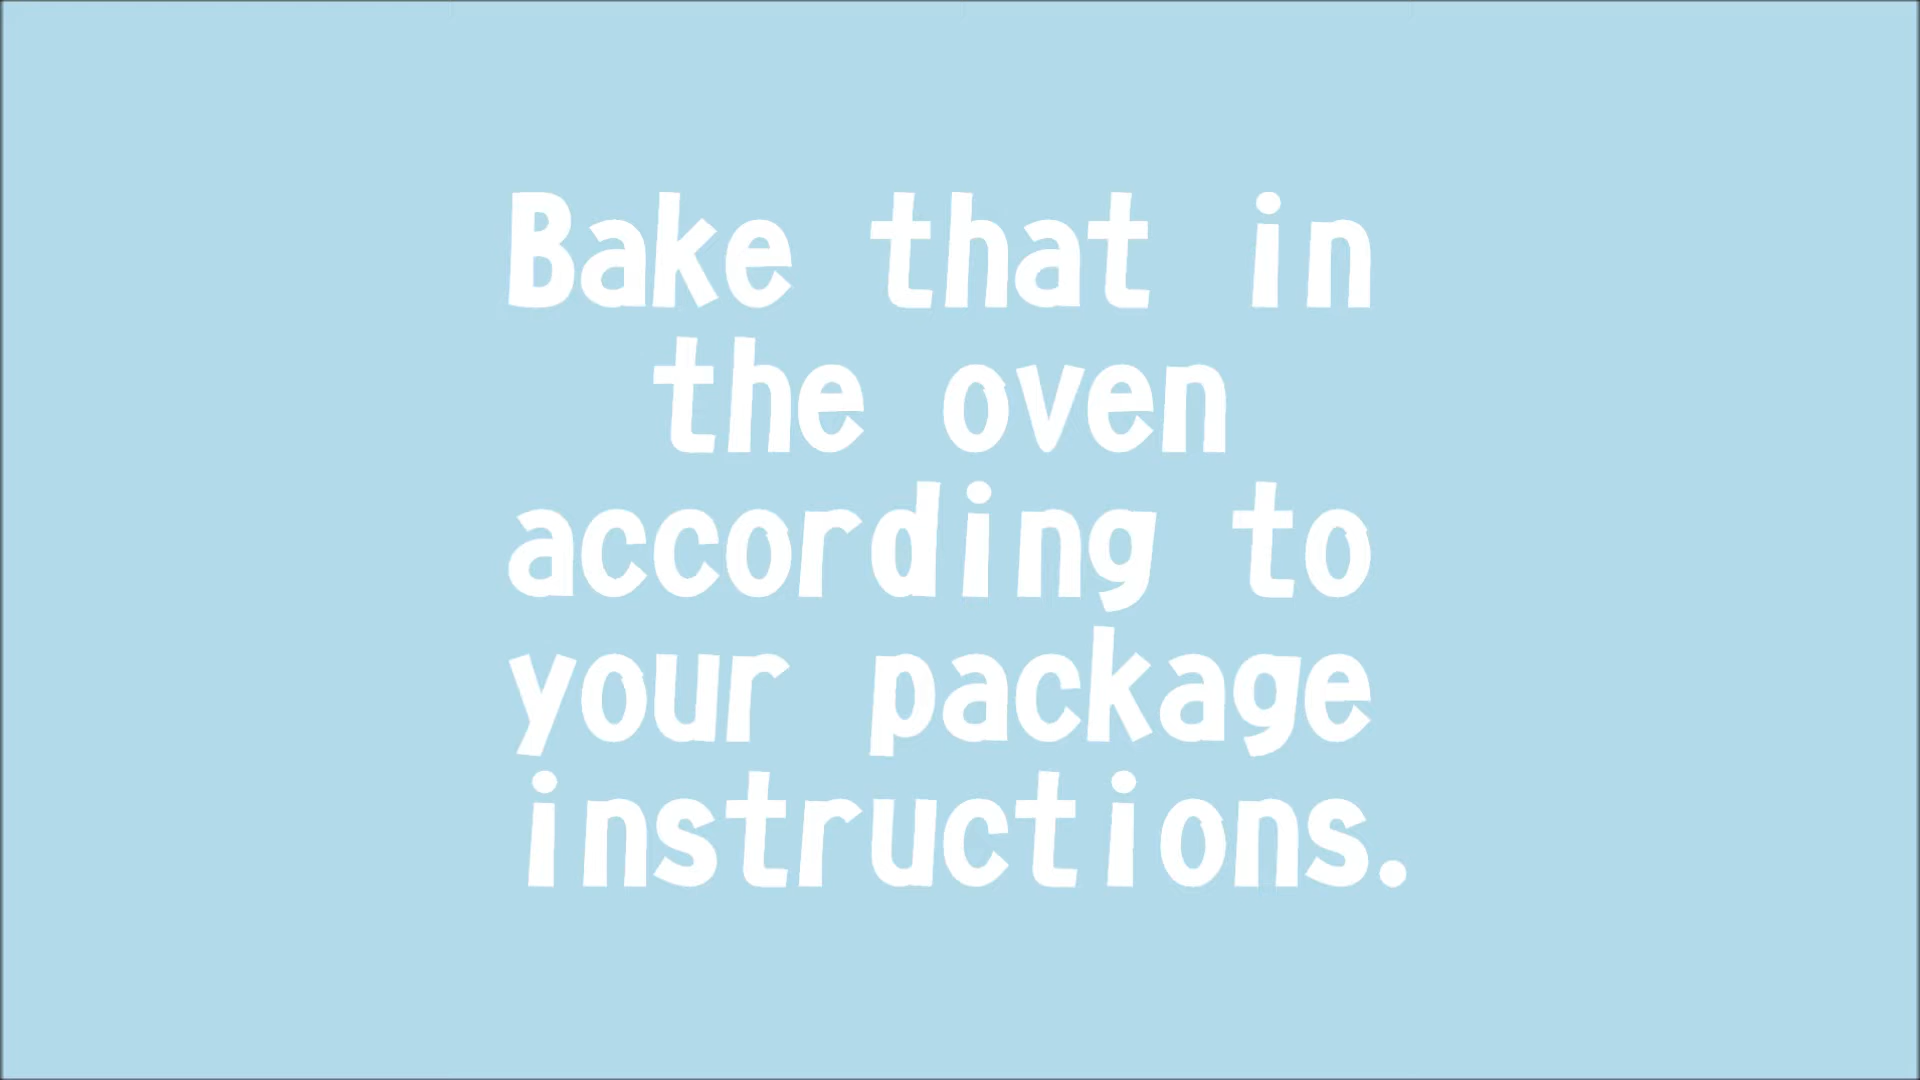 Bake that in
the oven
according to
your package
instructions.